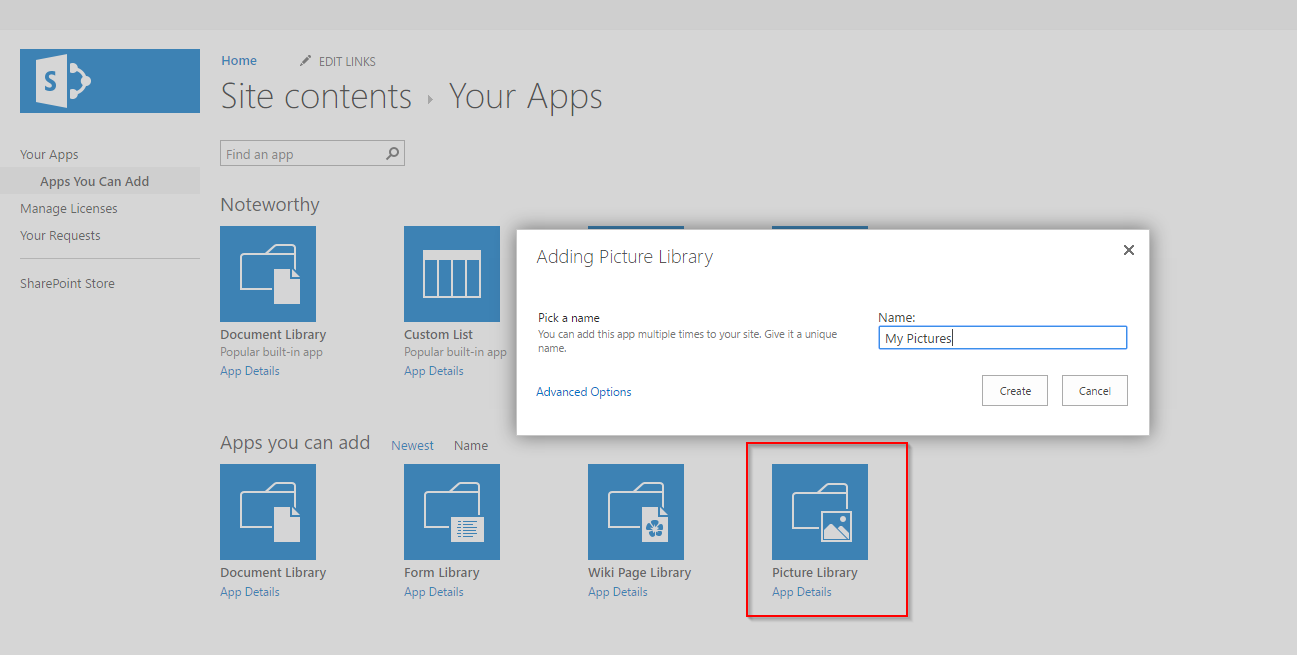 S
Home EDIT LINKS
Site contents Your Apps
Your Apps
Apps You Can Add
Manage Licenses
Your Requests
SharePoint Store
Find an app
Noteworthy
Document Library
Popular built-in app
App Details
Custom List
Popular built-in app
App Details
Adding Picture Library
Pick a name
You can add this app multiple times to your site. Give it a unique
name.
Name:
My Pictures
Advanced Options
Create Cancel
Apps you can add Newest Name
Document Library
App Details
Form Library
App Details
Wiki Page Library
App Details
Picture Library
App Details